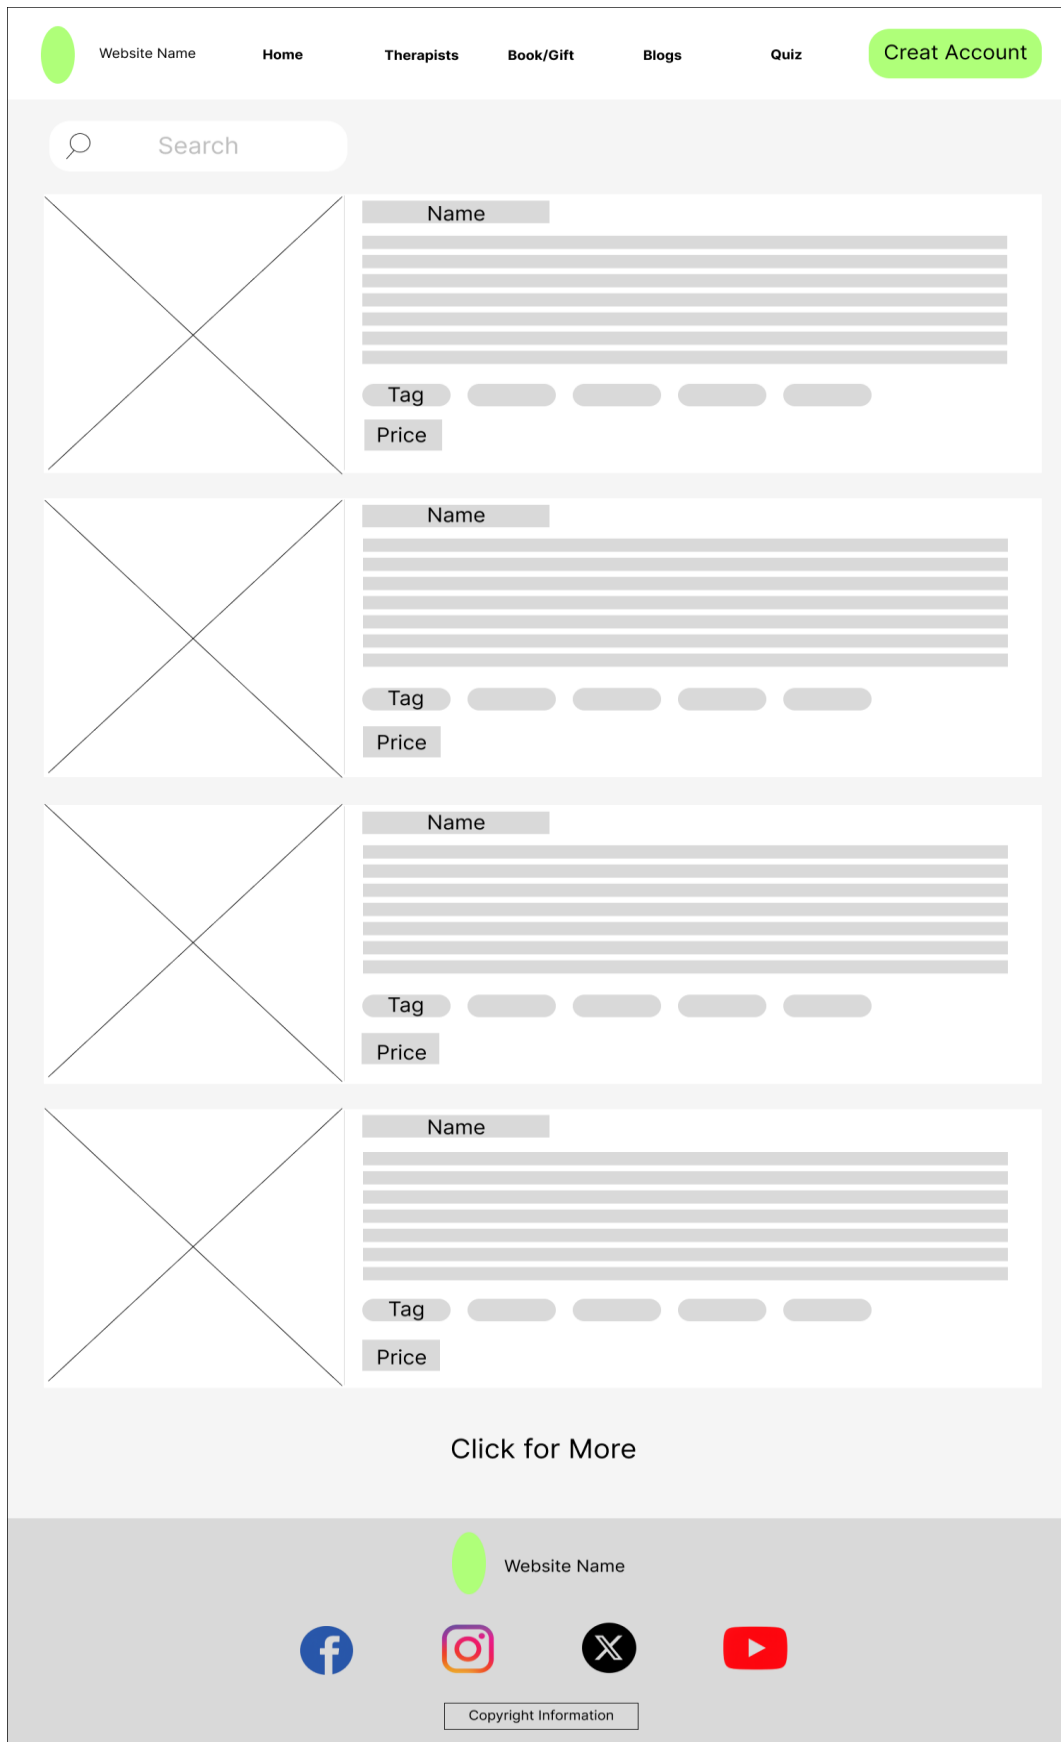 Website Name Home Therapists Book/Gift Blogs Quiz Creat Account
Search
Name
Tag
Price
Name
Tag
Price
Name
Tag
Price
Name
Tag
Price
Click for More
Website Name
Copyright Information